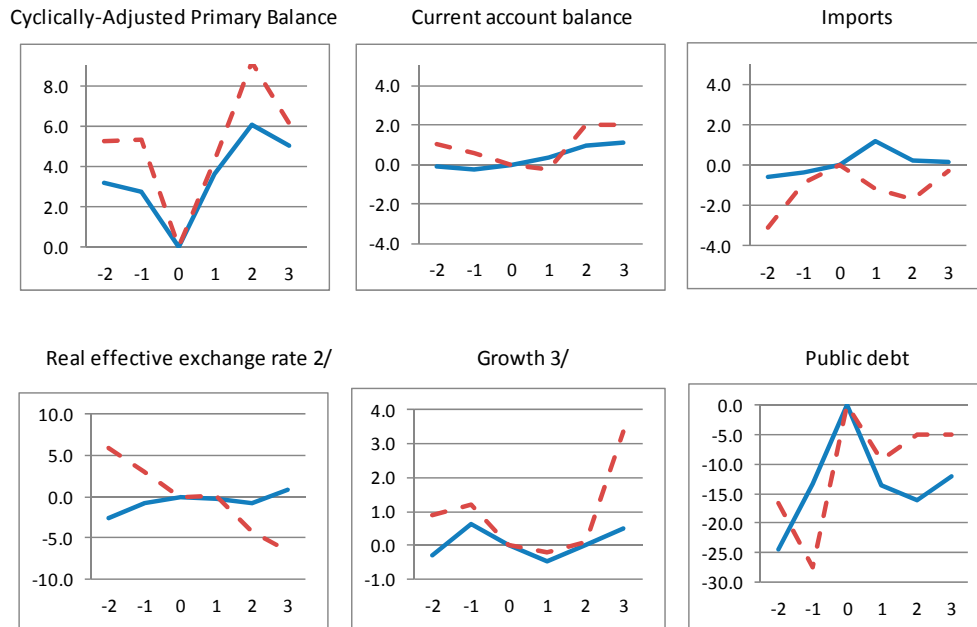 Cyclically-Adjusted Primary Balance
8.0
6.0
4.0
2.0
0.0
-2 -1 0 1 2 3
Current account balance
4.0
2.0
0.0
-2.0
-4.0
-2 -1 0 1 2 3
Imports
4.0
2.0
0.0
-2.0
-4.0
-2 -1 0 1 2 3
Real effective exchange rate 2/
10.0
5.0
0.0
-5.0
-10.0
-2 -1 0 1 2 3
Growth 3/
4.0
3.0
2.0
1.0
0.0
-1.0
-2 -1 0 1 2 3
Public debt
0.0
-5.0
-10.0
-15.0
-20.0
-25.0
-30.0
-2 -1 0 1 2 3